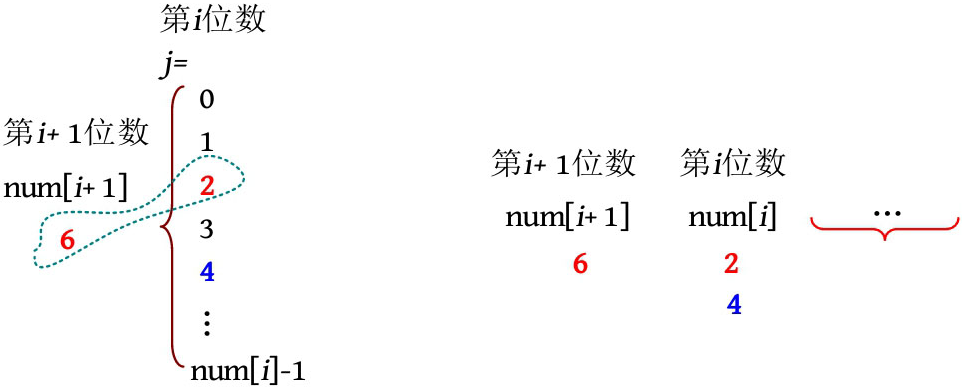 第i位数
j=
0
1
第i+1位数
num[i+1]
2
6
3
4
⋮
num[i]-1
第i+1位数 第i位数
num[i+1] num[i] ...
6 2
4